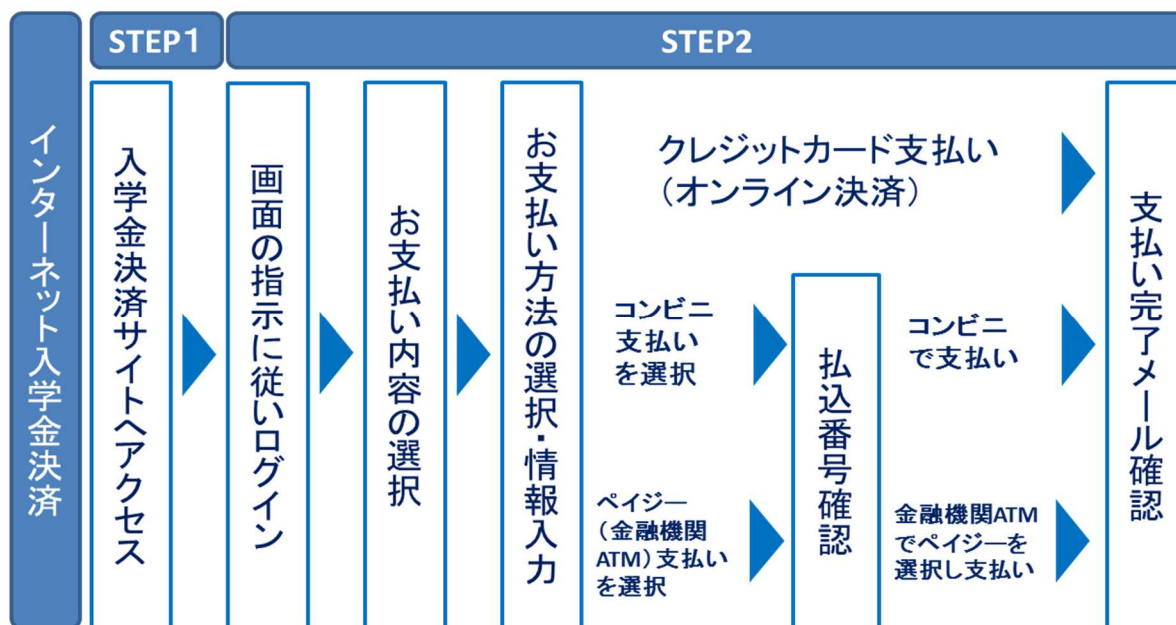 インターネット入学金決済
STEP1
STEP2
入学金決済サイトへアクセス
画面の指示に従いログイン
お支払い内容の選択
お支払い方法の選択・情報入力
クレジットカード支払い
（オンライン決済）
コンビニ
支払い
を選択
ペイジー
（金融機関
ATM）支払い
を選択
払込番号確認
コンビニ
で支払い
金融機関ATM
でペイジーを
選択し支払い
支払い完了メール確認